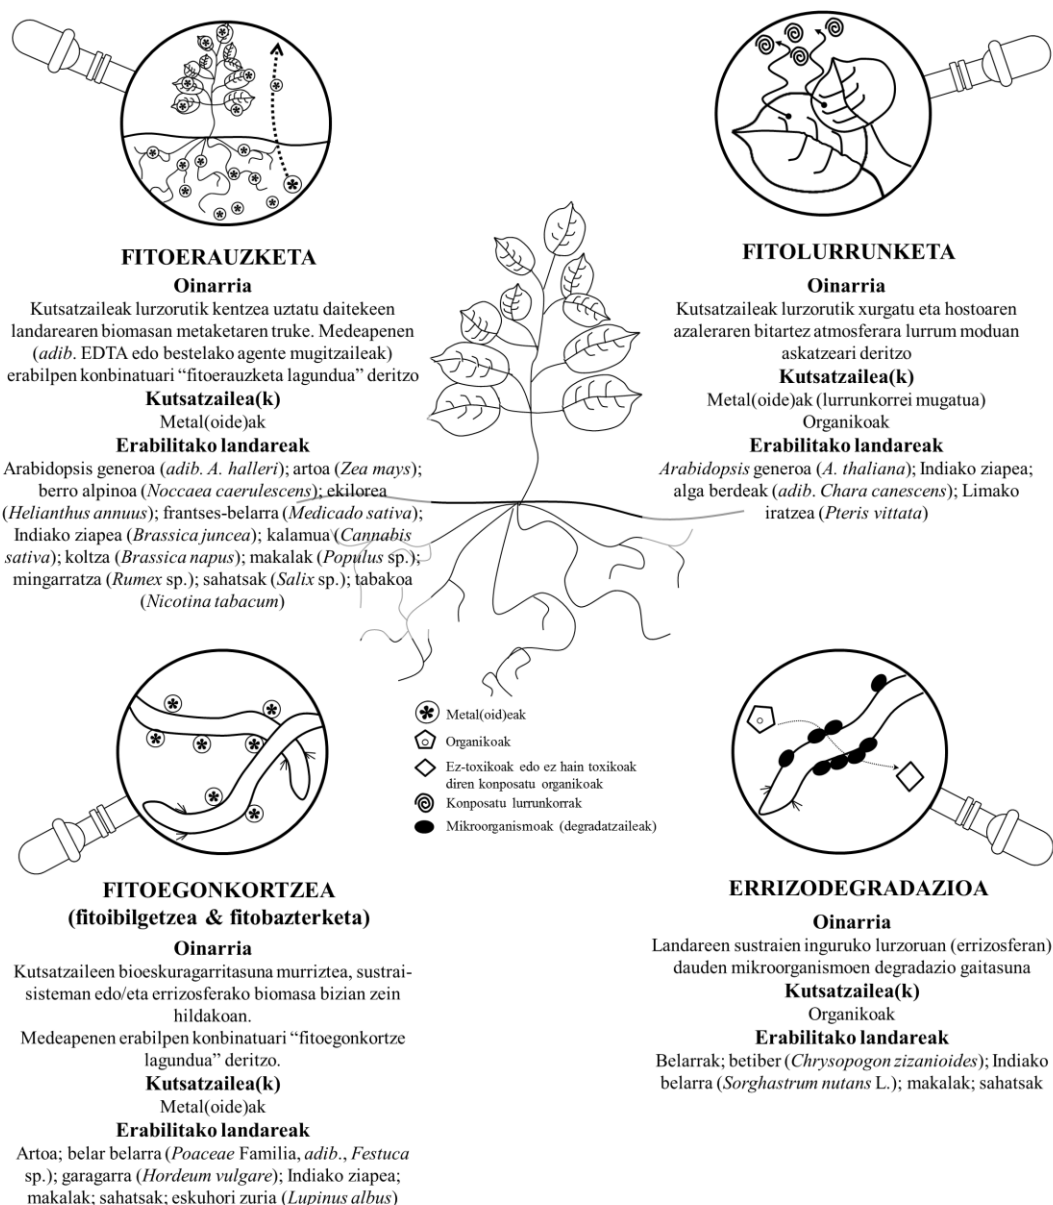 FITOERAUZKETA
Oinarria
Kutsatzaileak lurzorutik kentzea uztatu daitekeen
landarearen biomasan metaketaren truke. Medeapenen
(adib. EDTA edo bestelako agente mugitzaileak)
erabilpen konbinatuari “fitoerauzketa lagundua” deritzo
Kutsatzailea(k)
Metal(oide)ak
Erabilitako landareak
Arabidopsis generoa (adib. A. halleri); artoa (Zea mays);
berro alpinoa (Noccaea caerulescens); ekilorea
(Helianthus annuus); frantses-belarra (Medicado sativa);
Indiako ziapea (Brassica juncea); kalamua (Cannabis
sativa); koltza (Brassica napus); makalak (Populus sp.);
mingarratza (Rumex sp.); sahatsak (Salix sp.); tabakoa
(Nicotina tabacum)
FITOLURRUNKETA
Oinarria
Kutsatzaileak lurzorutik xurgatu eta hostoaren
azaleraren bitartez atmosferara lurrum moduan
askatzeari deritzo
Kutsatzailea(k)
Metal(oide)ak (lurrunkorrei mugatua)
Organikoak
Erabilitako landareak
Arabidopsis generoa (A. thaliana); Indiako ziapea;
alga berdeak (adib. Chara canescens); Limako
iratzea (Pteris vittata)
Metal(oid)eak
Organikoak
Ez-toxikoak edo ez hain toxikoak
diren konposatu organikoak
Konposatu lurrunkorrak
Mikroorganismoak (degradatzaileak)
FITOEGONKORTZEA
(fitoibilgetzea & fitobazterketa)
Oinarria
Kutsatzaileen bioeskuragarritasuna murriztea, sustrai-
sisteman edo/eta errizosferako biomasa bizian zein
hildakoan.
Medeapenen erabilpen konbinatuari “fitoegonkortze
lagundua” deritzo.
Kutsatzailea(k)
Metal(oide)ak
Erabilitako landareak
Artoa; belar belarra (Poaceae Familia, adib., Festuca
sp.); garagarra (Hordeum vulgare); Indiako ziapea;
makalak; sahatsak; eskuhori zuria (Lupinus albus)
ERRIZODEGRADAZIOA
Oinarria
Landareen sustraien inguruko lurzoruan (errizosferan)
dauden mikroorganismoen degradazio gaitasuna
Kutsatzailea(k)
Organikoak
Erabilitako landareak
Belarrak; betiber (Chrysopogon zizanioides); Indiako
belarra (Sorghastrum nutans L.); makalak; sahatsak